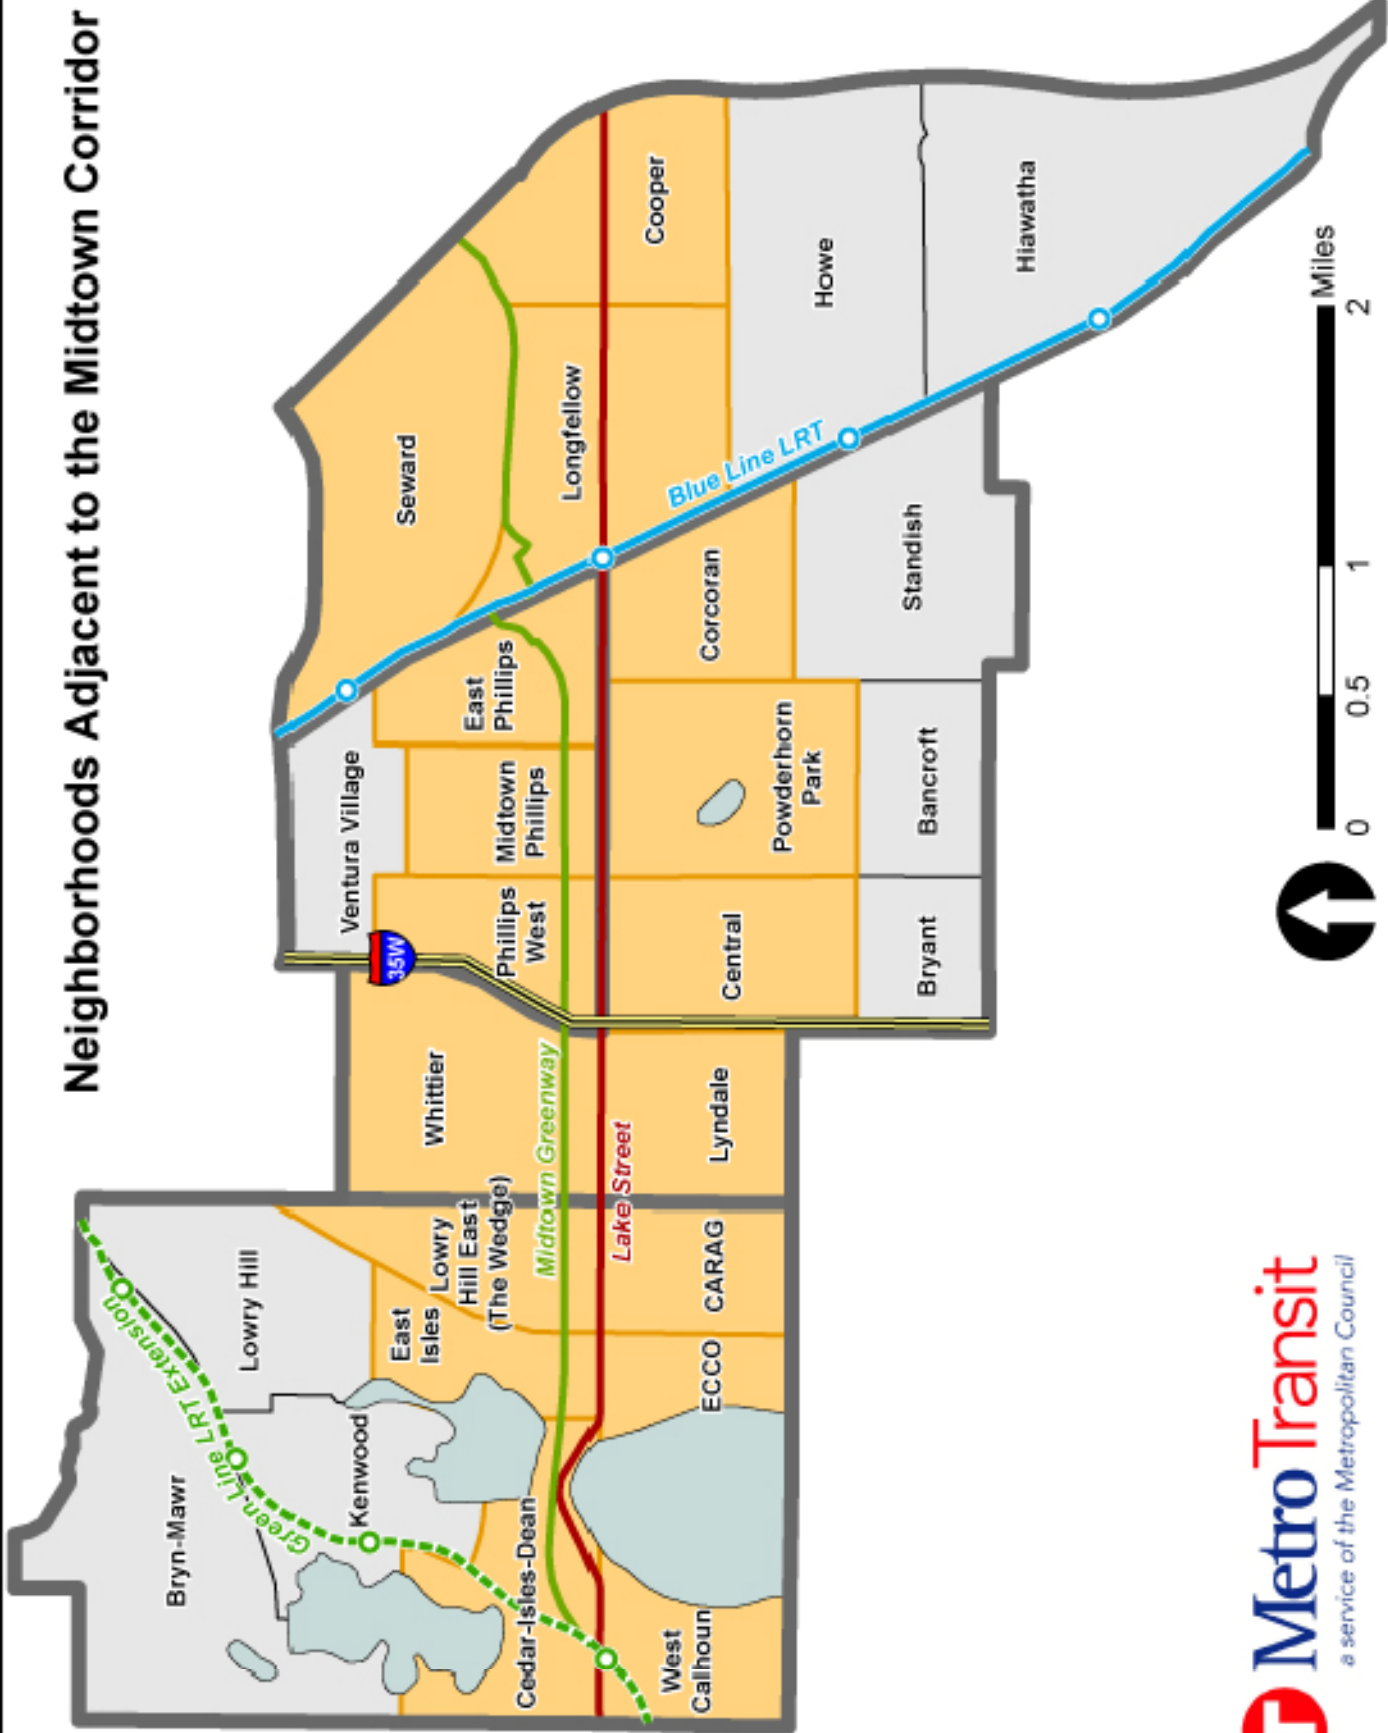 Neighborhoods Adjacent to the Midtown Corridor
Bryn-Mawr
Green Line LRT Extension
Lowry Hill
Kenwood
East
Isles
Lowry
Hill East
(The Wedge)
Cedar-Isles-Dean
West
Calhoun
ECCO
CARAG
Midtown Greenway
Lake Street
Whittier
Lyndale
35W
Ventura Village
Phillips
West
Midtown
Phillips
East
Phillips
Central
Powderhorn
Park
Corcoran
Bryant
Bancroft
Standish
Seward
Longfellow
Cooper
Blue Line LRT
Howe
Hiawatha
MetroTransit
a service of the Metropolitan Council
0 0.5 1 2
Miles